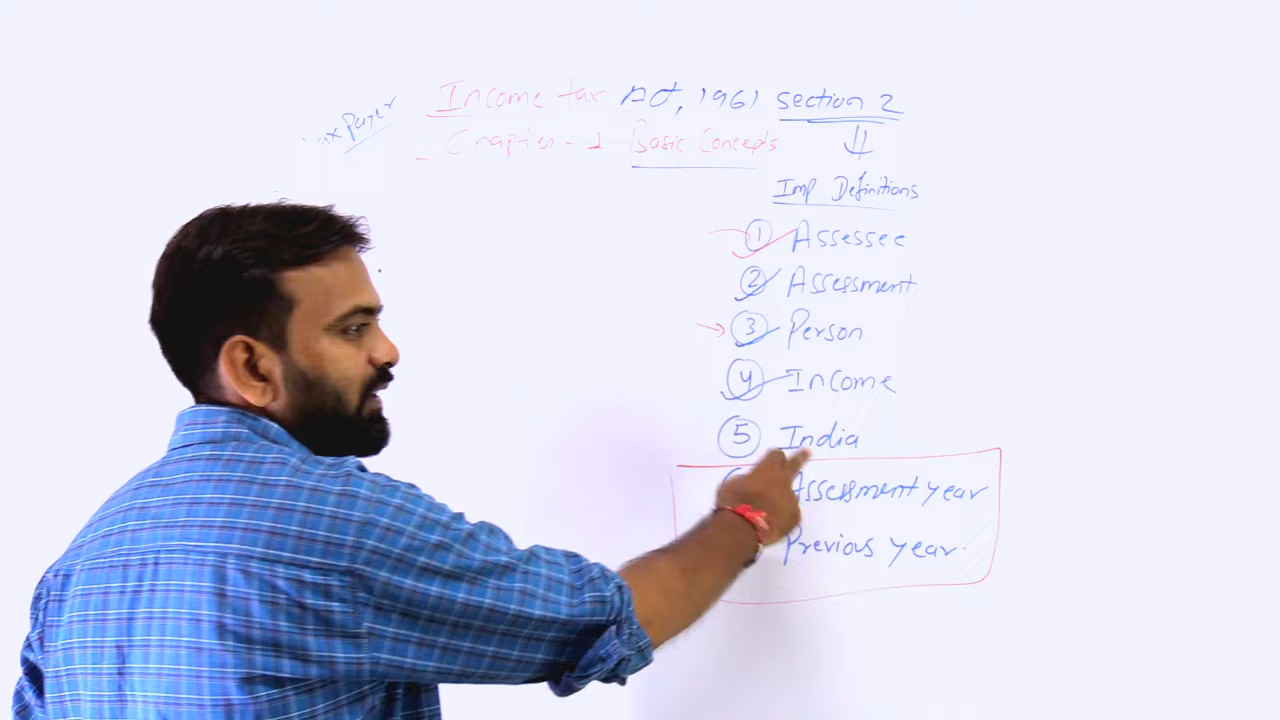 Income tax Act, 1961 section 2
Chapter - 1 Basic Concepts
Imp Definitions
① Assessee
② Assessment
③ Person
④ Income
⑤ India
Assessment year
Previous year